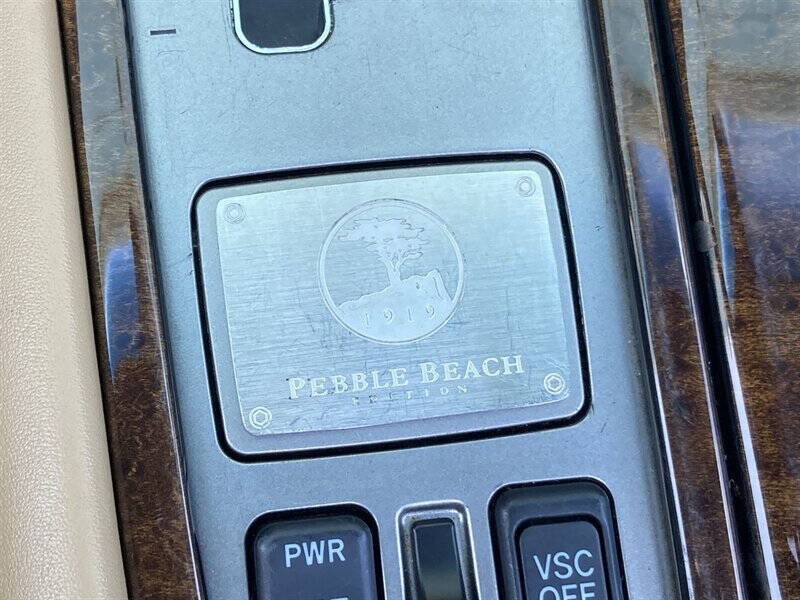 1919
PEBBLE BEACH
EDITION
PWR
VSC
OFF